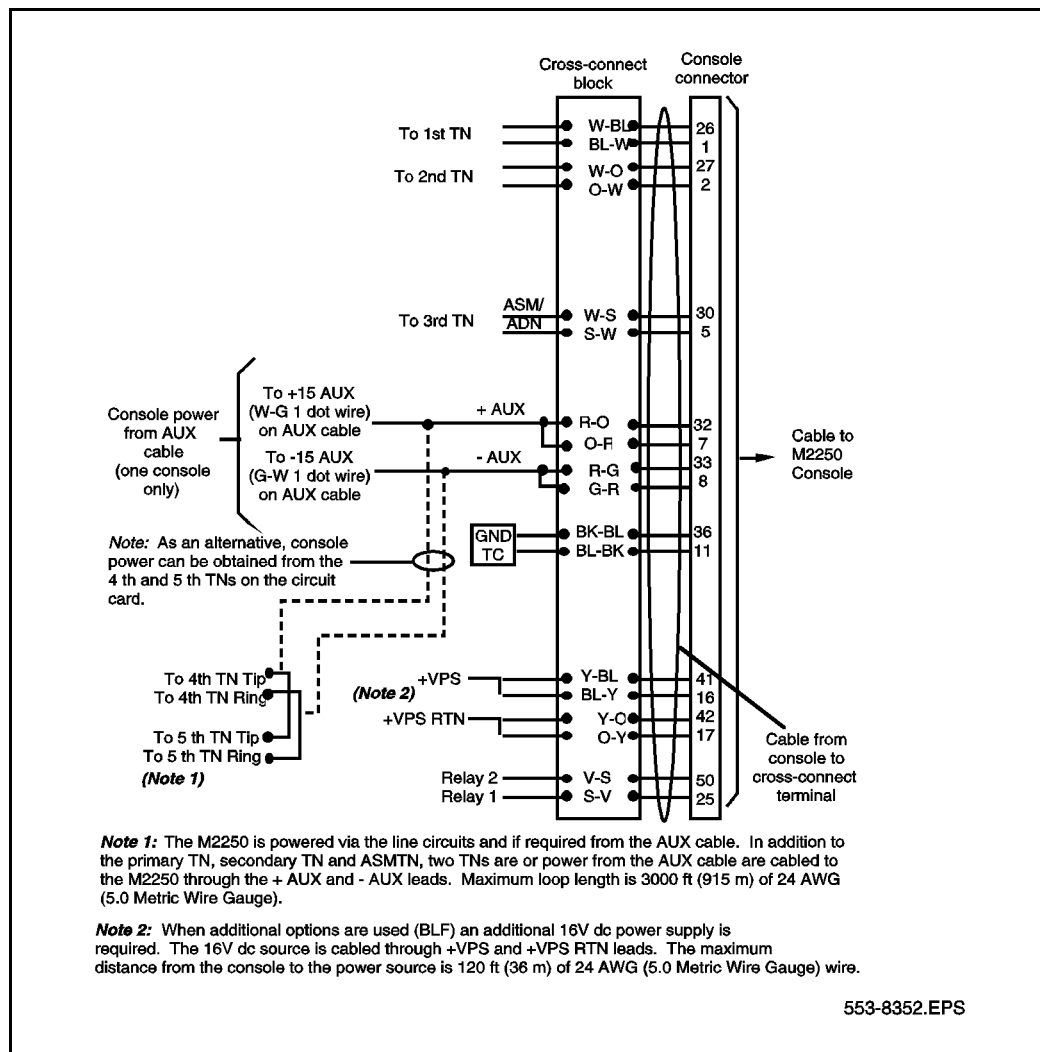 Cross-connect
block
Console
connector
To 1st TN
W-BL
26
BL-W
1
To 2nd TN
W-O
27
O-W
2
To 3rd TN
ASM/
ADN
W-S
30
S-W
5
Console power
from AUX
cable
(one console
only)
To +15 AUX
(W-G 1 dot wire)
on AUX cable
+ AUX
R-O
32
O-R
7
To -15 AUX
(G-W 1 dot wire)
on AUX cable
- AUX
R-G
33
G-R
8
Cable to
M2250
Console
GND
TC
BK-BL
36
BL-BK
11
Note: As an alternative, console
power can be obtained from the
4 th and 5 th TNs on the circuit
card.
To 4th TN Tip
To 4th TN Ring
To 5 th TN Tip
To 5 th TN Ring
(Note 1)
+VPS
(Note 2)
Y-BL
41
BL-Y
16
+VPS RTN
Y-O
42
O-Y
17
Relay 2
V-S
50
Relay 1
S-V
25
Cable from
console to
cross-connect
terminal
Note 1: The M2250 is powered via the line circuits and if required from the AUX cable. In addition to
the primary TN, secondary TN and ASMTN, two TNs are or power from the AUX cable are cabled to
the M2250 through the + AUX and - AUX leads. Maximum loop length is 3000 ft (915 m) of 24 AWG
(5.0 Metric Wire Gauge).
Note 2: When additional options are used (BLF) an additional 16V dc power supply is
required. The 16V dc source is cabled through +VPS and +VPS RTN leads. The maximum
distance from the console to the power source is 120 ft (36 m) of 24 AWG (5.0 Metric Wire Gauge) wire.
553-8352.EPS